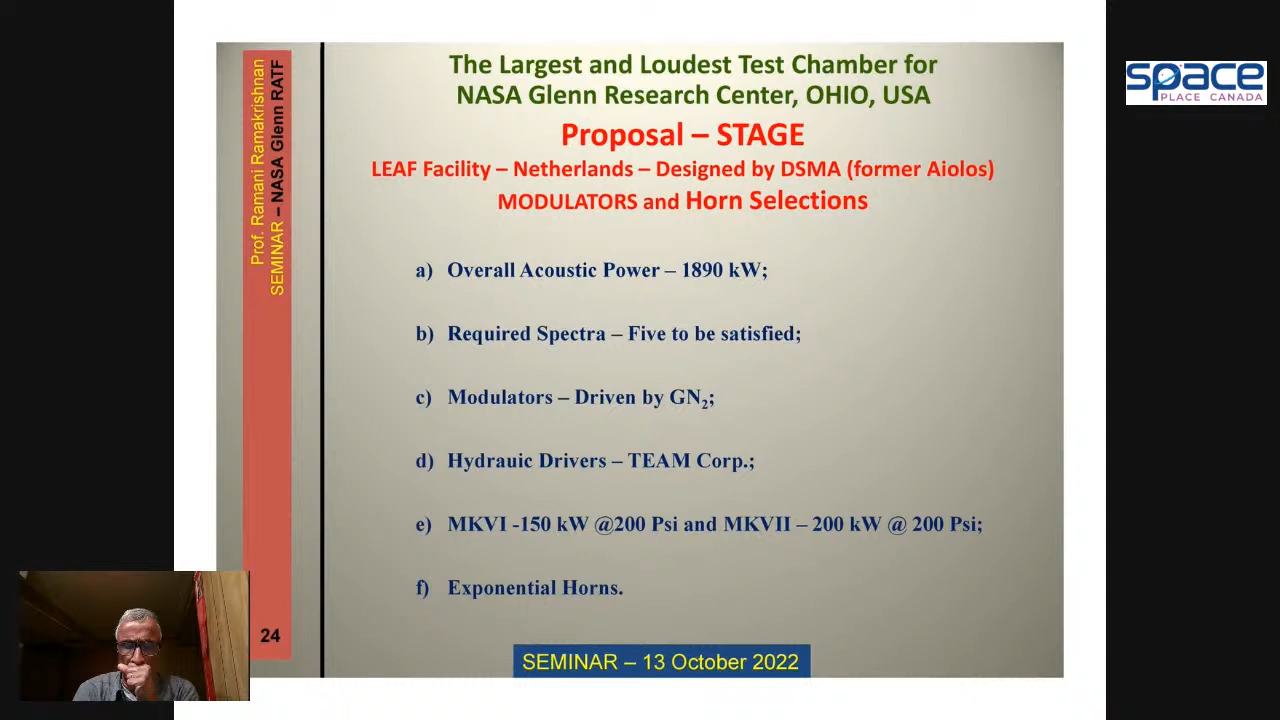 The Largest and Loudest Test Chamber for
NASA Glenn Research Center, OHIO, USA
Proposal – STAGE
LEAF Facility – Netherlands – Designed by DSMA (former Aiolos)
MODULATORS and Horn Selections
a) Overall Acoustic Power – 1890 kW;
b) Required Spectra – Five to be satisfied;
c) Modulators – Driven by GN₂;
d) Hydrauic Drivers – TEAM Corp.;
e) MKVI -150 kW @200 Psi and MKVII – 200 kW @ 200 Psi;
f) Exponential Horns.
SEMINAR – 13 October 2022
Prof. Ramani Ramakrishnan
SEMINAR – NASA Glenn RATF
24
space
PLACE CANADA